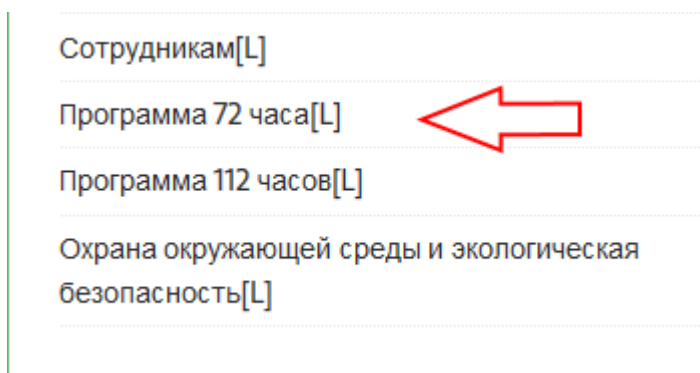 Сотрудникам[L]
Программа 72 часа[L]
Программа 112 часов[L]
Охрана окружающей среды и экологическая
безопасность[L]